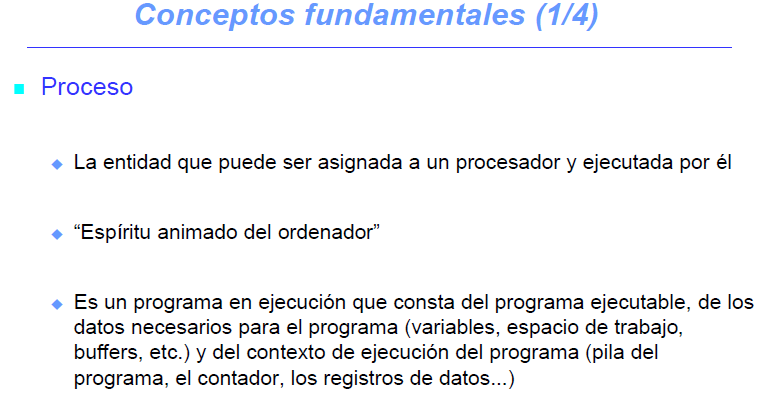 Conceptos fundamentales (1/4)
Proceso
La entidad que puede ser asignada a un procesador y ejecutada por él
“Espíritu animado del ordenador”
Es un programa en ejecución que consta del programa ejecutable, de los
datos necesarios para el programa (variables, espacio de trabajo,
buffers, etc.) y del contexto de ejecución del programa (pila del
programa, el contador, los registros de datos...)